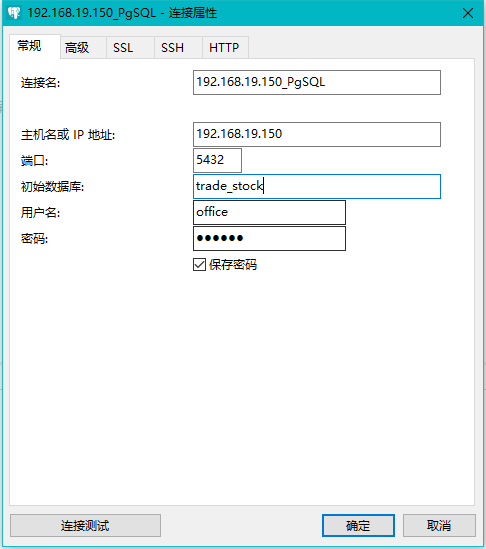 192.168.19.150_PgSQL - 连接属性
常规 高级 SSL SSH HTTP
连接名: 192.168.19.150_PgSQL
主机名或 IP 地址: 192.168.19.150
端口: 5432
初始数据库: trade_stock
用户名: office
密码: ●●●●●●
保存密码
连接测试 确定 取消